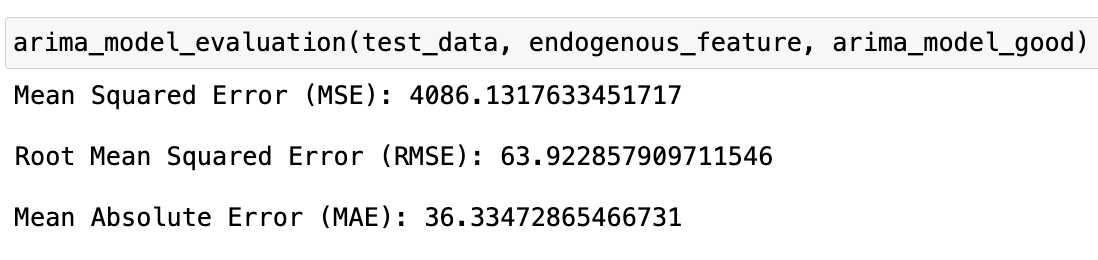 arima_model_evaluation(test_data, endogenous_feature, arima_model_good)
Mean Squared Error (MSE): 4086.1317633451717
Root Mean Squared Error (RMSE): 63.922857909711546
Mean Absolute Error (MAE): 36.33472865466731